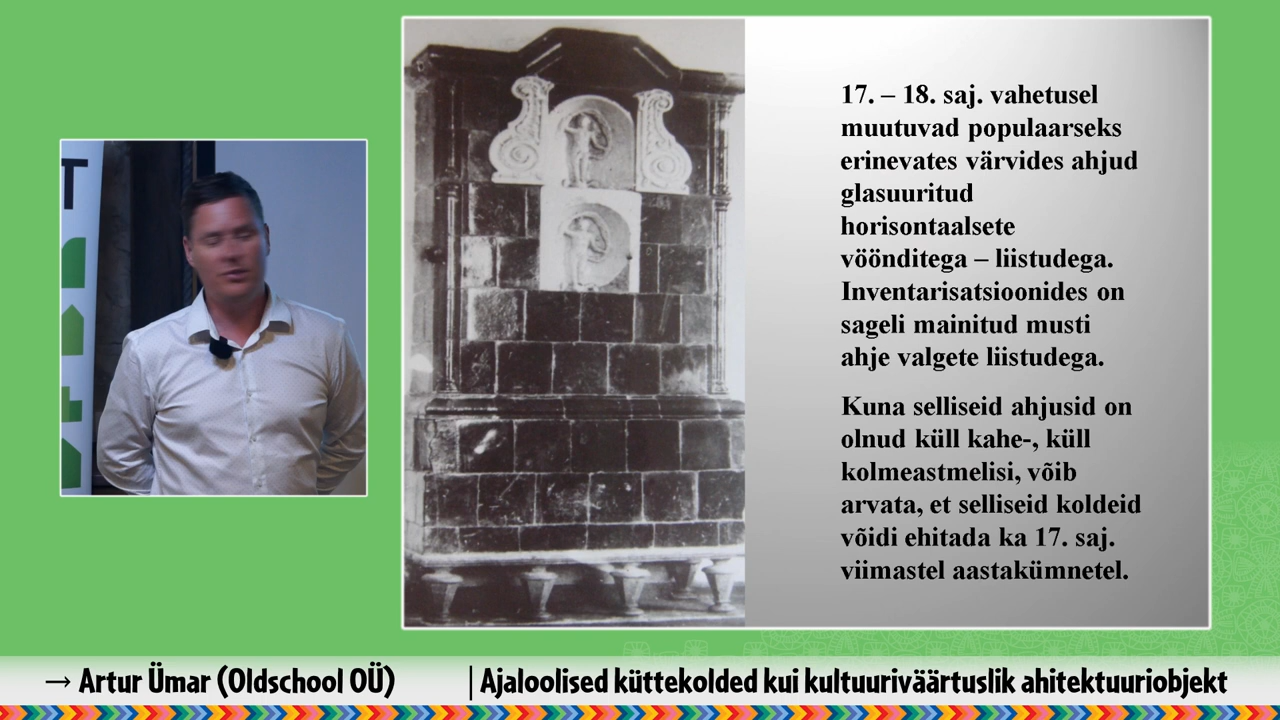 T
17. – 18. saj. vahetusel
muutuvad populaarseks
erinevates värvides ahjud
glasuuritud
horisontaalsete
vöönditega – liistudega.
Inventarisatsioonides on
sageli mainitud musti
ahje valgete liistudega.
Kuna selliseid ahjusid on
olnud küll kahe-, küll
kolmeastmelisi, võib
arvata, et selliseid koldeid
võidi ehitada ka 17. saj.
viimastel aastakümnetel.
→ Artur Ümar (Oldschool OÜ) | Ajaloolised küttekolded kui kultuuriväärtuslik ahitektuuriobjekt